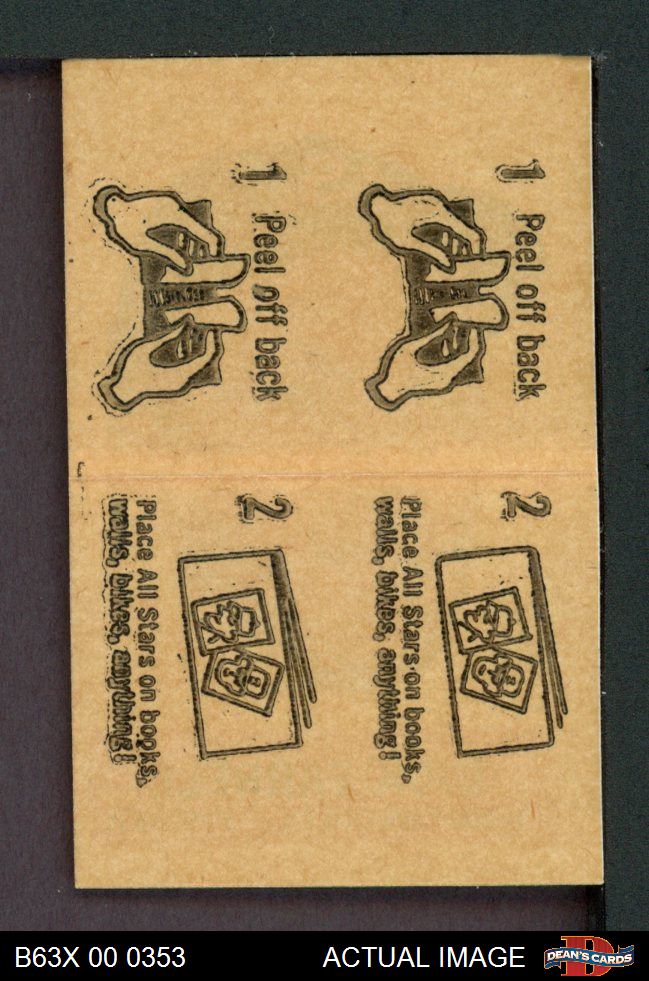 1 Peel off back
2
Place All Stars on books,
walls, bikes, anything!
1 Peel off back
2
Place All Stars on books,
walls, bikes, anything!
B63X 00 0353
ACTUAL IMAGE
D
DEAN'S CARDS